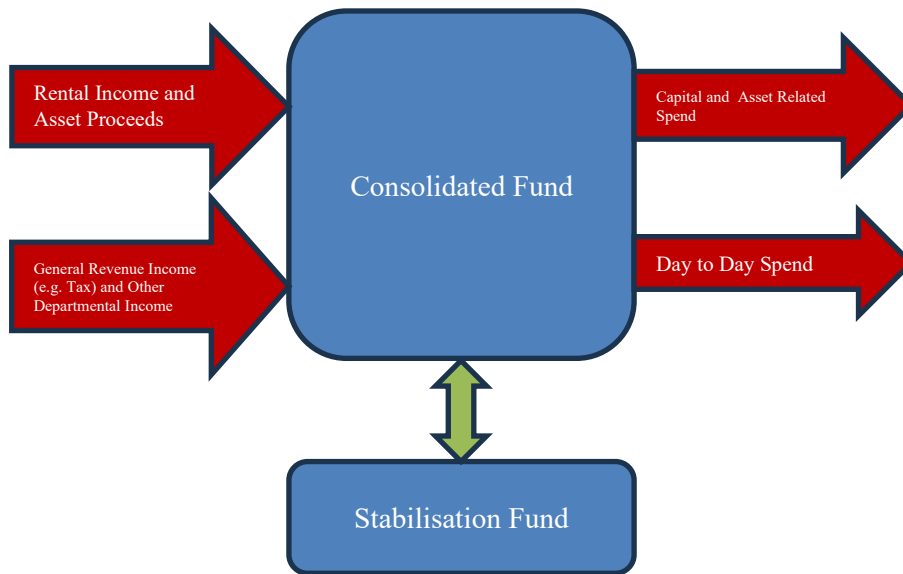 Rental Income and
Asset Proceeds
Capital and Asset Related
Spend
Consolidated Fund
General Revenue Income
(e.g. Tax) and Other
Departmental Income
Day to Day Spend
Stabilisation Fund